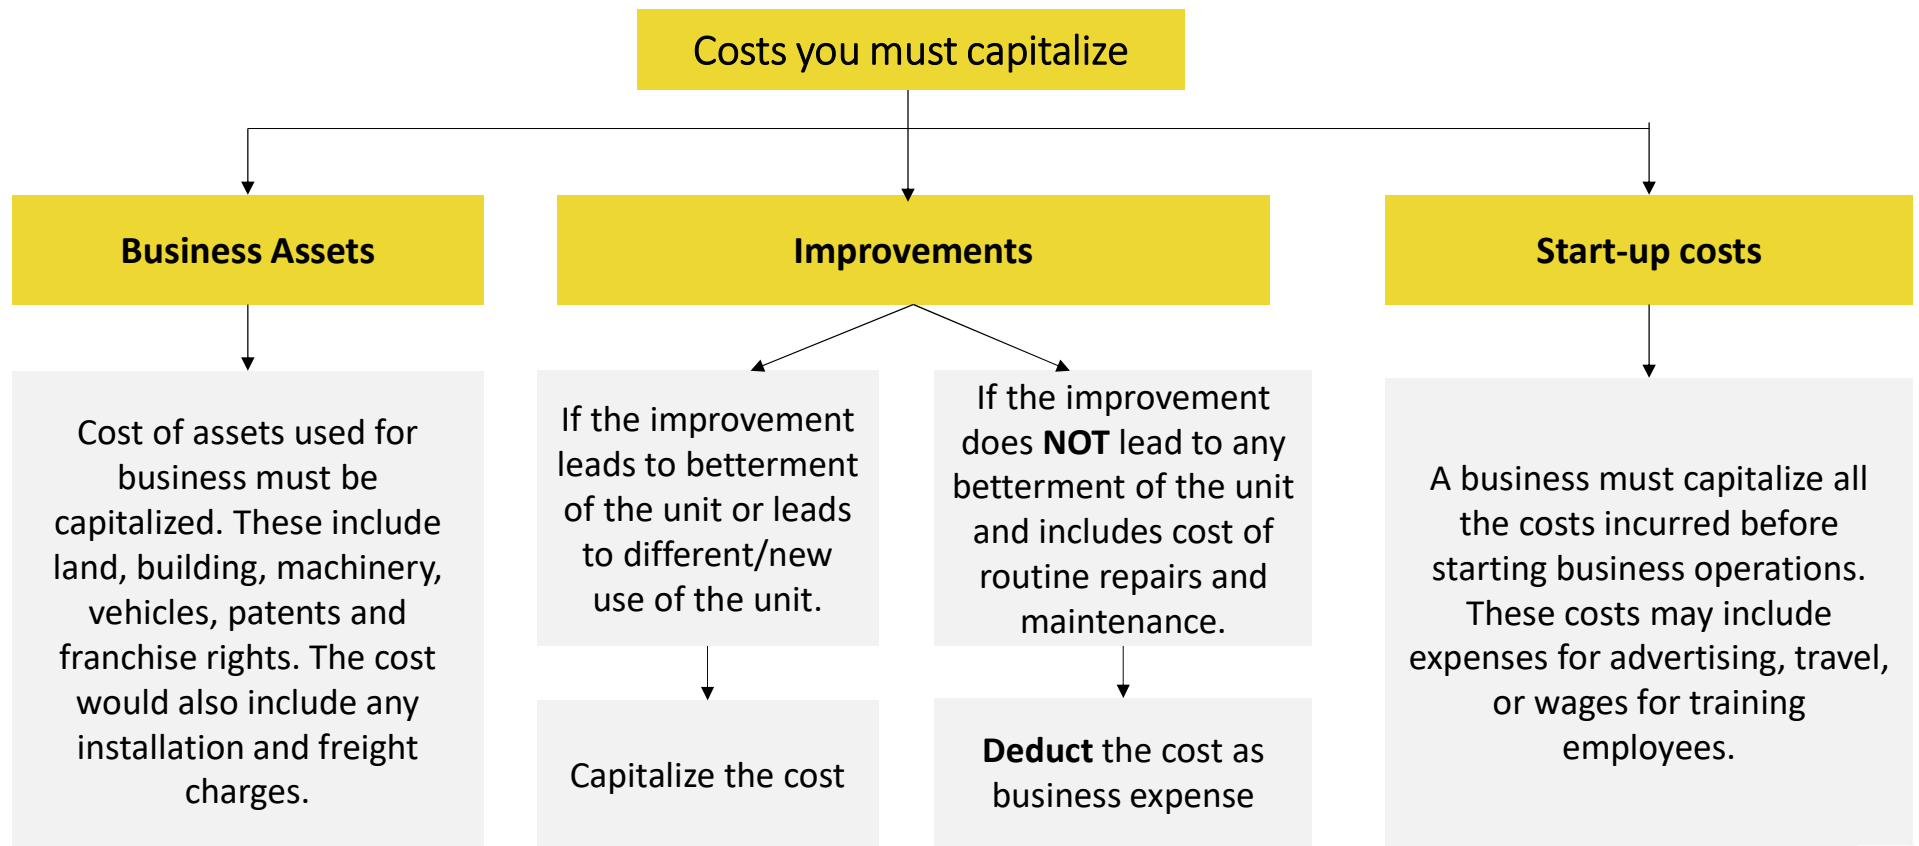 Costs you must capitalize
Business Assets
Improvements
Start-up costs
Cost of assets used for
business must be
capitalized. These include
land, building, machinery,
vehicles, patents and
franchise rights. The cost
would also include any
installation and freight
charges.
If the improvement
leads to betterment
of the unit or leads
to different/new
use of the unit.
Capitalize the cost
If the improvement
does NOT lead to any
betterment of the unit
and includes cost of
routine repairs and
maintenance.
Deduct the cost as
business expense
A business must capitalize all
the costs incurred before
starting business operations.
These costs may include
expenses for advertising, travel,
or wages for training
employees.